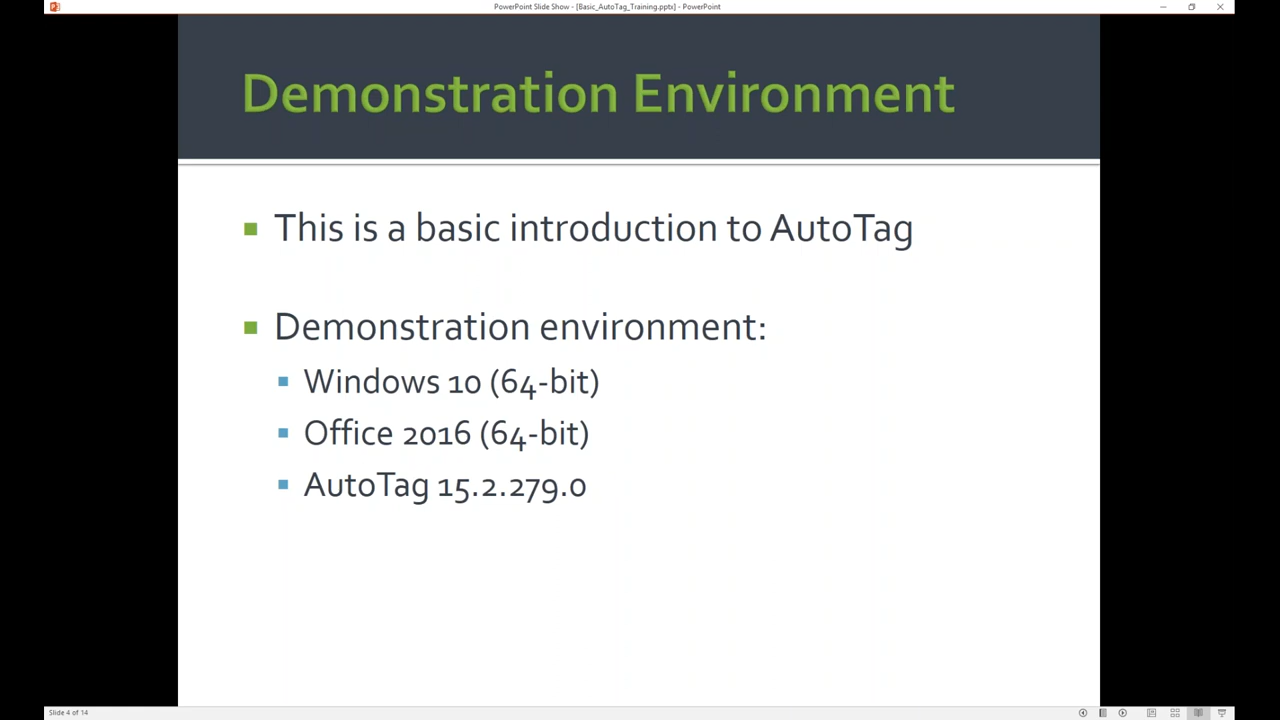 PowerPoint Slide Show - [Basic_AutoTag_Training.pptx] - PowerPoint
Demonstration Environment
This is a basic introduction to AutoTag
Demonstration environment:
Windows 10 (64-bit)
Office 2016 (64-bit)
AutoTag 15.2.279.0
Slide 4 of 14